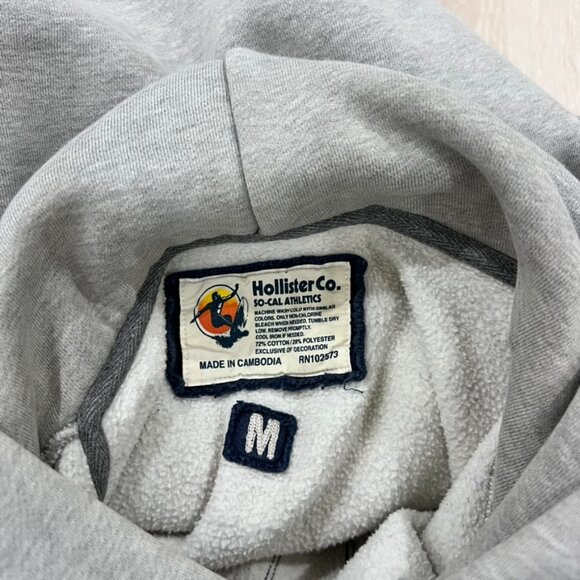 Hollister Co.
SO-CAL ATHLETICS
MACHINE WASH COLD WITH SIMILAR
COLORS. ONLY NON-CHLORINE
BLEACH WHEN NEEDED. TUMBLE DRY
LOW. REMOVE PROMPTLY.
COOL IRON IF NEEDED.
72% COTTON / 28% POLYESTER
EXCLUSIVE OF DECORATION
MADE IN CAMBODIA RN102573
M